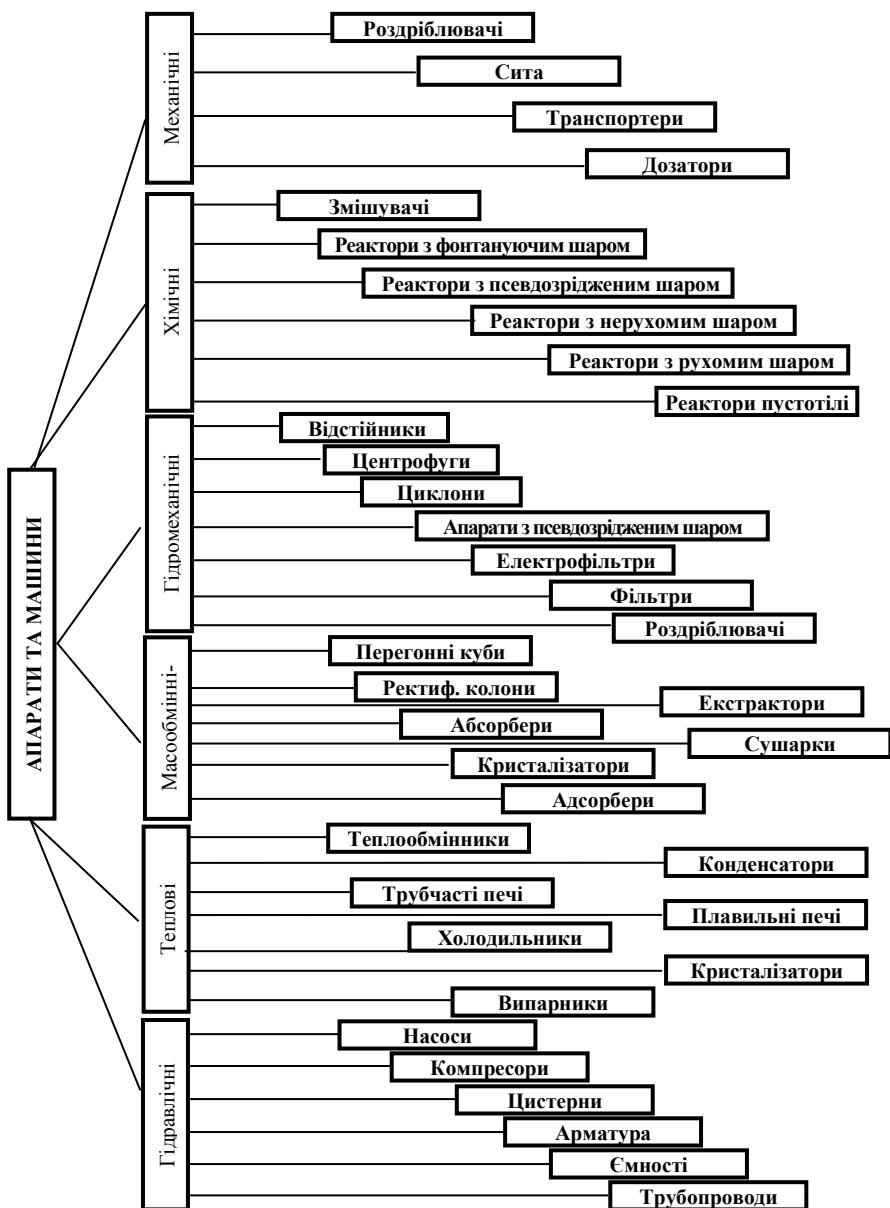 АПАРАТИ ТА МАШИНИ
Механічні
Роздріблювачі
Сита
Транспортери
Дозатори
Хімічні
Змішувачі
Реактори з фонтануючим шаром
Реактори з псевдозрідженим шаром
Реактори з нерухомим шаром
Реактори з рухомим шаром
Реактори пустотілі
Гідромеханічні
Відстійники
Центрофуги
Циклони
Апарати з псевдозрідженим шаром
Електрофільтри
Фільтри
Роздріблювачі
Масообмінні-
Перегонні куби
Ректиф. колони
Екстрактори
Абсорбери
Сушарки
Кристалізатори
Адсорбери
Теплові
Теплообмінники
Конденсатори
Трубчасті печі
Плавильні печі
Холодильники
Кристалізатори
Випарники
Гідравлічні
Насоси
Компресори
Цистерни
Арматура
Ємності
Трубопроводи